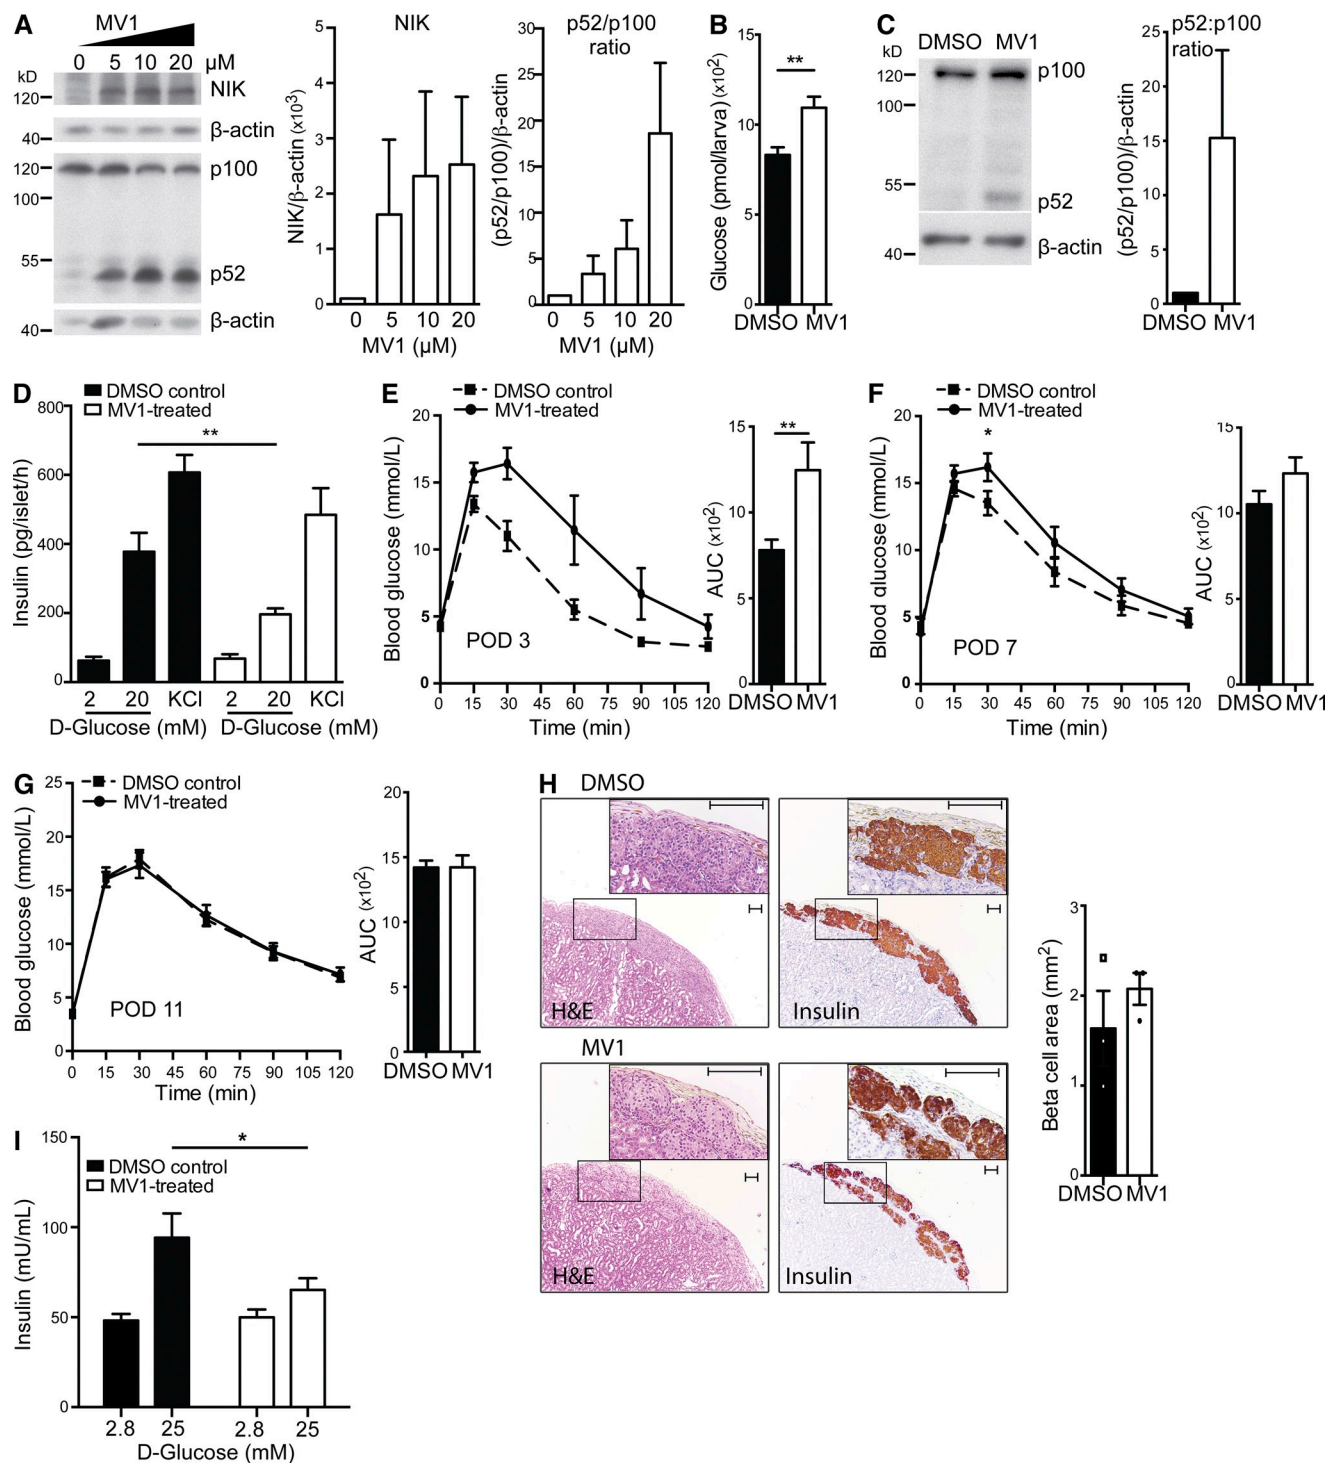 A
MV1
0 5 10 20 µM
kD
120
NIK
40
β-actin
120
p100
100
55
p52
40
β-actin
NIK
NIK/β-actin (x10³)
5
4
3
2
1
0
0 5 10 20
MV1 (µM)
p52/p100
ratio
(p52/p100)/β-actin
30
25
20
15
10
5
0
0 5 10 20
MV1 (µM)
B
Glucose (pmol/larva) (x10²)
15
10
5
0
**
DMSO MV1
C
kD
DMSO MV1
120
p100
100
55
p52
40
β-actin
p52:p100
ratio
(p52/p100)/β-actin
25
20
15
10
5
0
DMSO MV1
D
DMSO control
MV1-treated
Insulin (pg/islet/h)
800
600
400
200
0
**
2 20 KCl 2 20 KCl
D-Glucose (mM) D-Glucose (mM)
E
DMSO control
MV1-treated
Blood glucose (mmol/L)
20
15
10
5
0
POD 3
0 15 30 45 60 75 90 105 120
Time (min)
AUC (x10²)
15
10
5
0
**
DMSO MV1
F
DMSO control
MV1-treated
Blood glucose (mmol/L)
20
15
10
5
0
*
POD 7
0 15 30 45 60 75 90 105 120
Time (min)
AUC (x10²)
15
10
5
0
DMSO MV1
G
DMSO control
MV1-treated
Blood glucose (mmol/L)
25
20
15
10
5
0
POD 11
0 15 30 45 60 75 90 105 120
Time (min)
AUC (x10²)
20
15
10
5
0
DMSO MV1
H
DMSO
H&E
Insulin
MV1
H&E
Insulin
Beta cell area (mm²)
3
2
1
0
DMSO MV1
I
DMSO control
MV1-treated
Insulin (mU/mL)
150
100
50
0
*
2.8 25 2.8 25
D-Glucose (mM)